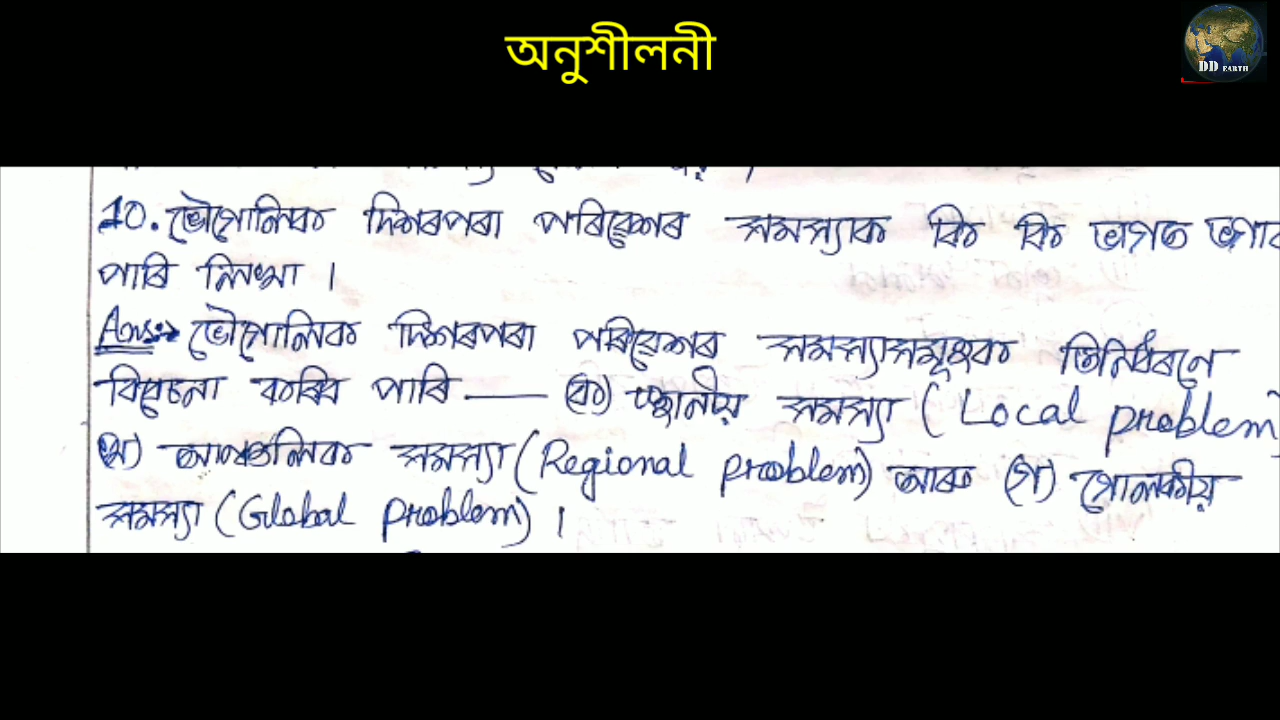 অনুশীলনী
DD EARTH
10. ভৌগোলিক দিশৰপৰা পৰিৱেশৰ সমস্যাক কি কি ভাগত ভগাব
পাৰি লিখা ।
Ans:→ ভৌগোলিক দিশৰপৰা পৰিৱেশৰ সমস্যাসমূহক তিনিধৰণে
বিবেচনা কৰিব পাৰি —— (ক) স্থানীয় সমস্যা (Local problem)
(খ) আঞ্চলিক সমস্যা (Regional problem) আৰু (গ) গোলকীয়
সমস্যা (Global problem) ।